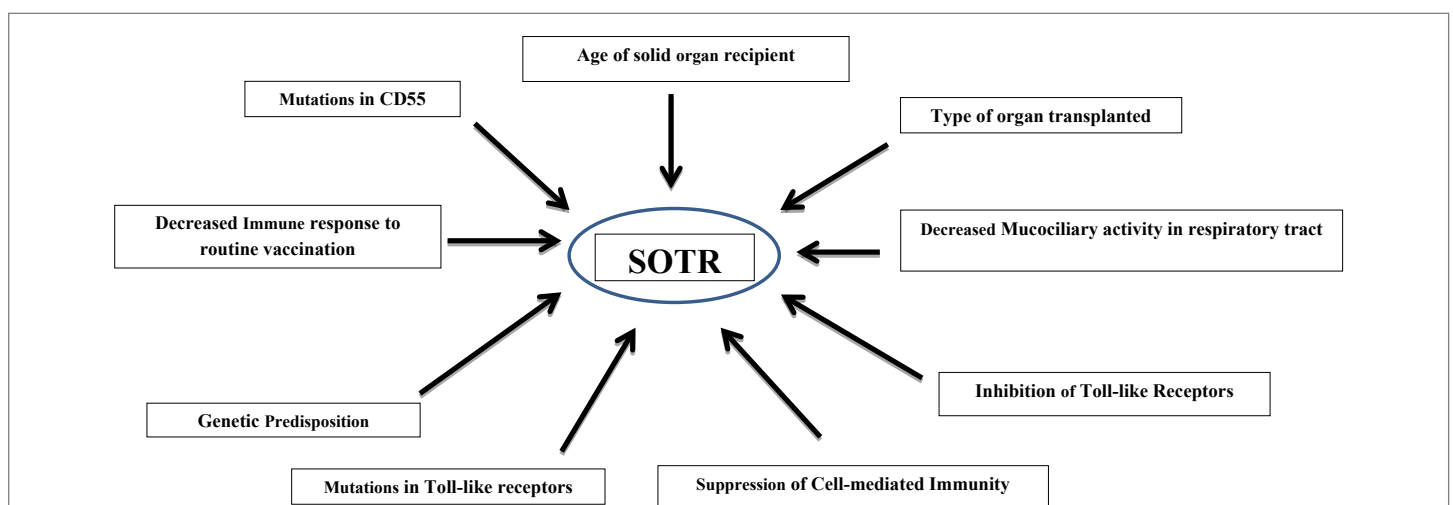 Age of solid organ recipient
Mutations in CD55
Type of organ transplanted
Decreased Immune response to
routine vaccination
SOTR
Decreased Mucociliary activity in respiratory tract
Genetic Predisposition
Inhibition of Toll-like Receptors
Mutations in Toll-like receptors
Suppression of Cell-mediated Immunity